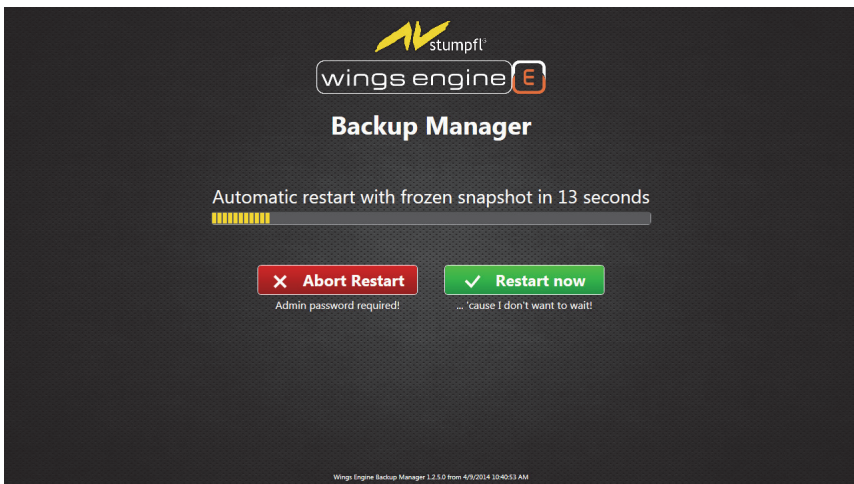 AV
stumpfl®
wings engine E
Backup Manager
Automatic restart with frozen snapshot in 13 seconds
Abort Restart
Restart now
Admin password required!
... 'cause I don't want to wait!
Wings Engine Backup Manager 1.2.5.0 from 4/9/2014 10:40:53 AM